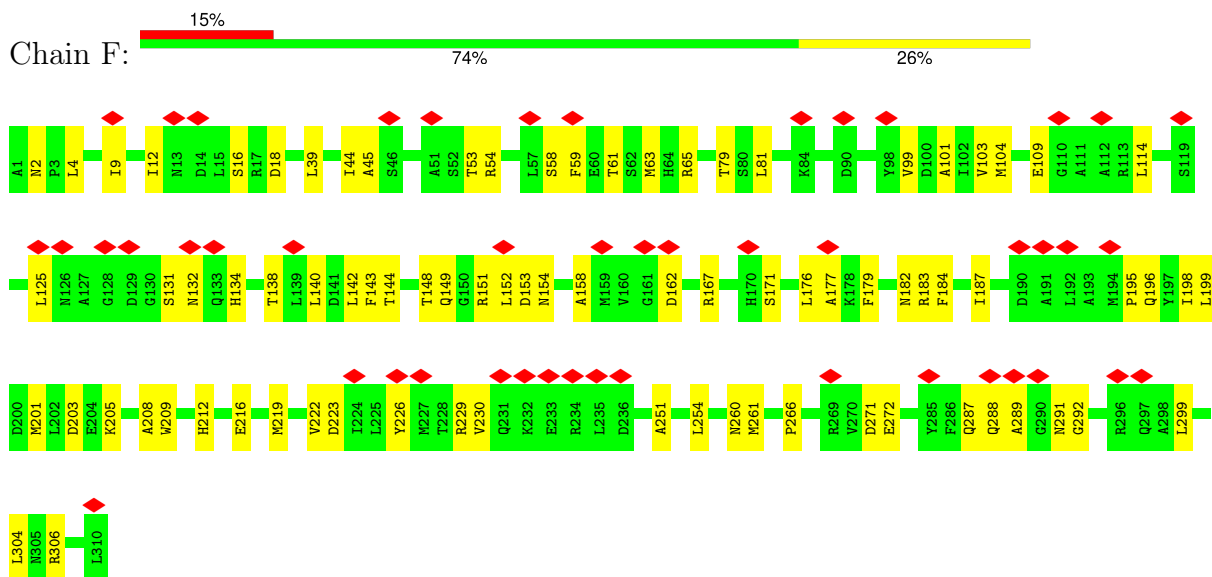 15%
Chain F:
74% 26%
A1 N2 P3 L4 I9 I12 N13 D14 L15 S16 R17 D18 L39 I44 A45 S46 A51 S52 T53 R54 L57 S58 F59 E60 T61 S62 M63 H64 R65 T79 S80 L81 K84 D90 Y98 V99 D100 A101 I102 V103 M104 E109 G110 A111 A112 R113 L114 S119
L125 N126 A127 G128 D129 G130 S131 N132 Q133 H134 T138 L139 L140 D141 L142 F143 T144 T148 Q149 G150 R151 L152 D153 N154 A158 M159 V160 G161 D162 R167 H170 S171 L176 A177 K178 F179 N182 R183 F184 I187 D190 A191 L192 A193 M194 P195 Q196 Y197 I198 L199
D200 M201 L202 D203 E204 K205 A208 W209 H212 E216 M219 V222 D223 I224 L225 Y226 M227 T228 R229 V230 Q231 K232 E233 R234 L235 D236 A251 L254 N260 M261 P266 R269 V270 D271 E272 Y285 F286 Q287 Q288 A289 G290 N291 G292 R296 Q297 A298 L299
L304 N305 R306 L310